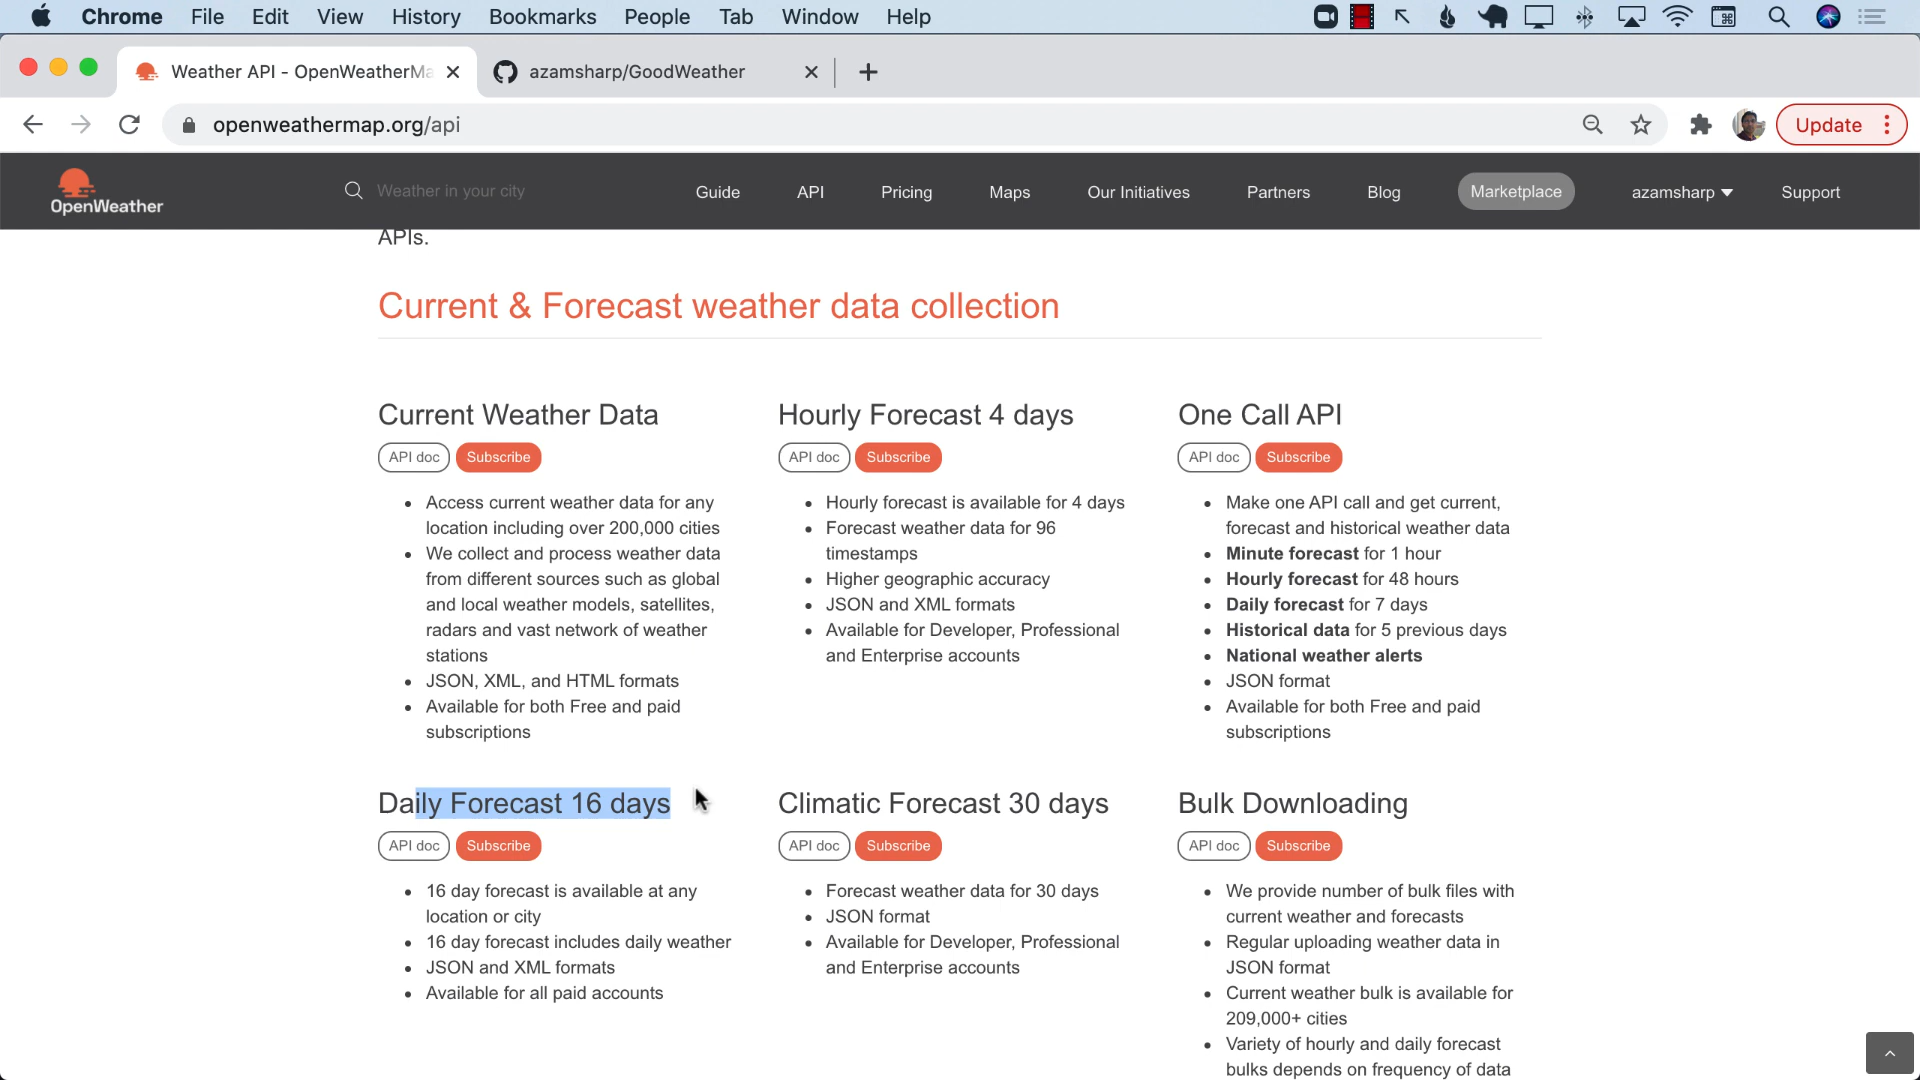 Chrome File Edit View History Bookmarks People Tab Window Help
Weather API - OpenWeatherMa
azamsharp/GoodWeather
openweathermap.org/api
Update
OpenWeather
Weather in your city
Guide API Pricing Maps Our Initiatives Partners Blog Marketplace azamsharp Support
APIs.
Current & Forecast weather data collection
Current Weather Data
API doc Subscribe
Access current weather data for any
location including over 200,000 cities
We collect and process weather data
from different sources such as global
and local weather models, satellites,
radars and vast network of weather
stations
JSON, XML, and HTML formats
Available for both Free and paid
subscriptions
Hourly Forecast 4 days
API doc Subscribe
Hourly forecast is available for 4 days
Forecast weather data for 96
timestamps
Higher geographic accuracy
JSON and XML formats
Available for Developer, Professional
and Enterprise accounts
One Call API
API doc Subscribe
Make one API call and get current,
forecast and historical weather data
Minute forecast for 1 hour
Hourly forecast for 48 hours
Daily forecast for 7 days
Historical data for 5 previous days
National weather alerts
JSON format
Available for both Free and paid
subscriptions
Daily Forecast 16 days
API doc Subscribe
16 day forecast is available at any
location or city
16 day forecast includes daily weather
JSON and XML formats
Available for all paid accounts
Climatic Forecast 30 days
API doc Subscribe
Forecast weather data for 30 days
JSON format
Available for Developer, Professional
and Enterprise accounts
Bulk Downloading
API doc Subscribe
We provide number of bulk files with
current weather and forecasts
Regular uploading weather data in
JSON format
Current weather bulk is available for
209,000+ cities
Variety of hourly and daily forecast
bulks depends on frequency of data